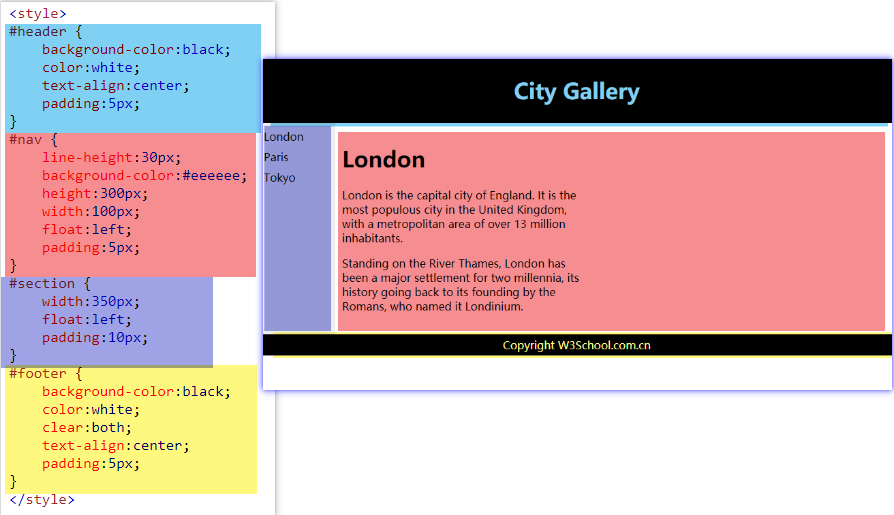 <style>
#header {
    background-color:black;
    color:white;
    text-align:center;
    padding:5px;
}
#nav {
    line-height:30px;
    background-color:#eeeeee;
    height:300px;
    width:100px;
    float:left;
    padding:5px;
}
#section {
    width:350px;
    float:left;
    padding:10px;
}
#footer {
    background-color:black;
    color:white;
    clear:both;
    text-align:center;
    padding:5px;
}
</style>
City Gallery
London
Paris
Tokyo
London
London is the capital city of England. It is the
most populous city in the United Kingdom,
with a metropolitan area of over 13 million
inhabitants.
Standing on the River Thames, London has
been a major settlement for two millennia, its
history going back to its founding by the
Romans, who named it Londinium.
Copyright W3School.com.cn